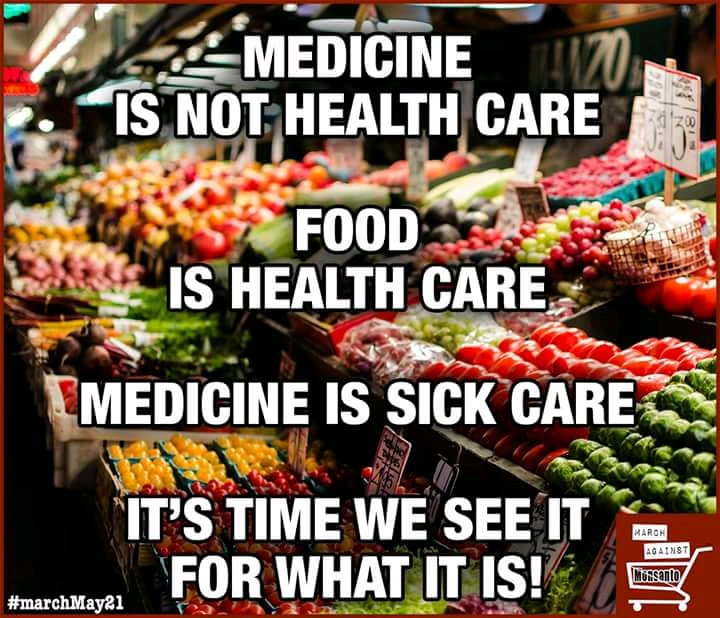 MEDICINE
IS NOT HEALTH CARE
FOOD
IS HEALTH CARE
MEDICINE IS SICK CARE
IT'S TIME WE SEE IT
FOR WHAT IT IS!
#marchMay21
MARCH
AGAINST
Monsanto